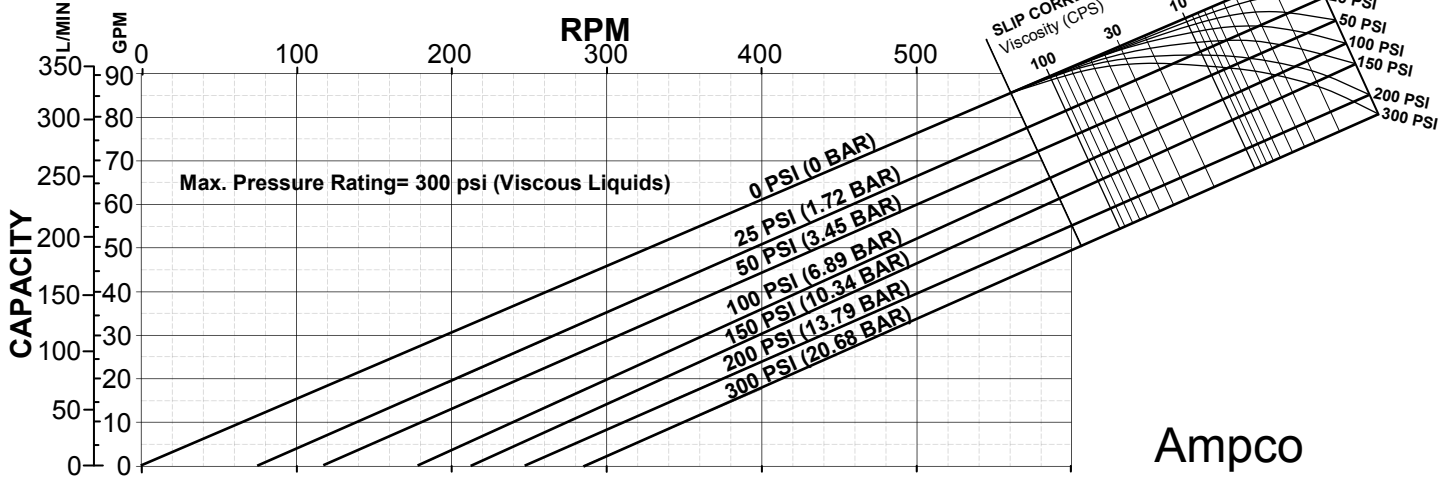 L/MIN
GPM
RPM
0 100 200 300 400 500
350
300
250
200
150
100
50
0
90
80
70
60
50
40
30
20
10
0
CAPACITY
Max. Pressure Rating= 300 psi (Viscous Liquids)
0 PSI (0 BAR)
25 PSI (1.72 BAR)
50 PSI (3.45 BAR)
100 PSI (6.89 BAR)
150 PSI (10.34 BAR)
200 PSI (13.79 BAR)
300 PSI (20.68 BAR)
SLIP
Viscosity (CPS)
100
30
10
PSI
50 PSI
100 PSI
150 PSI
200 PSI
300 PSI
Ampco